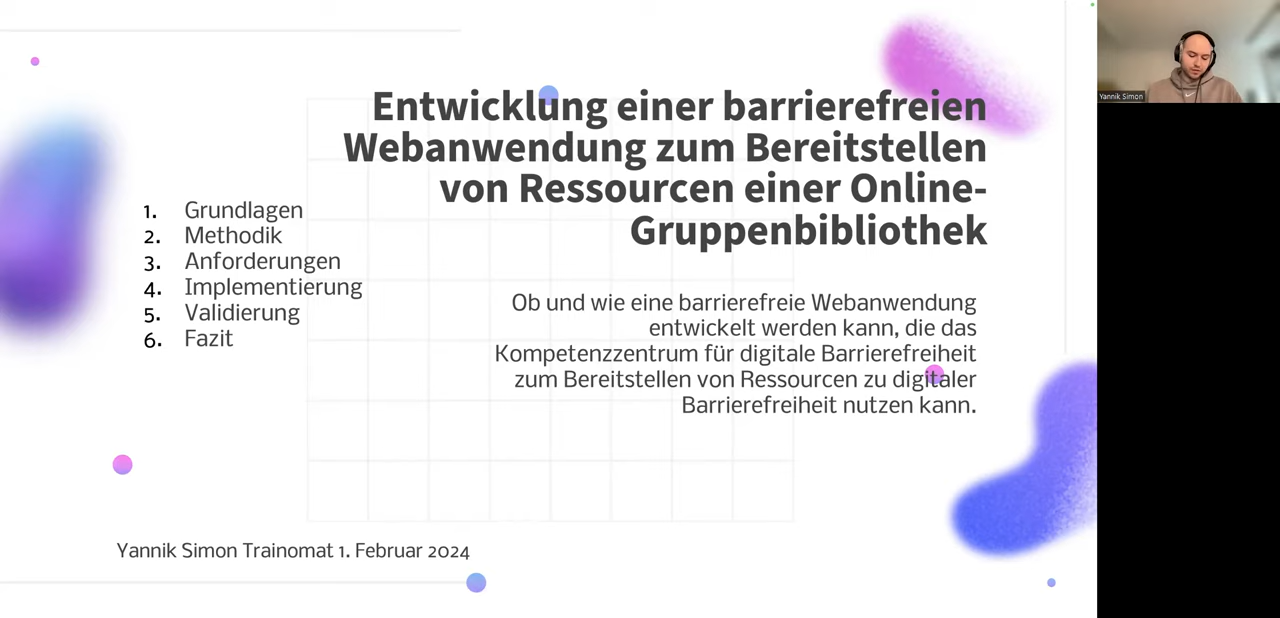 Entwicklung einer barrierefreien
Webanwendung zum Bereitstellen
von Ressourcen einer Online-
Gruppenbibliothek
1. Grundlagen
2. Methodik
3. Anforderungen
4. Implementierung
5. Validierung
6. Fazit
Ob und wie eine barrierefreie Webanwendung
entwickelt werden kann, die das
Kompetenzzentrum für digitale Barrierefreiheit
zum Bereitstellen von Ressourcen zu digitaler
Barrierefreiheit nutzen kann.
Yannik Simon Trainomat 1. Februar 2024
Yannik Simon